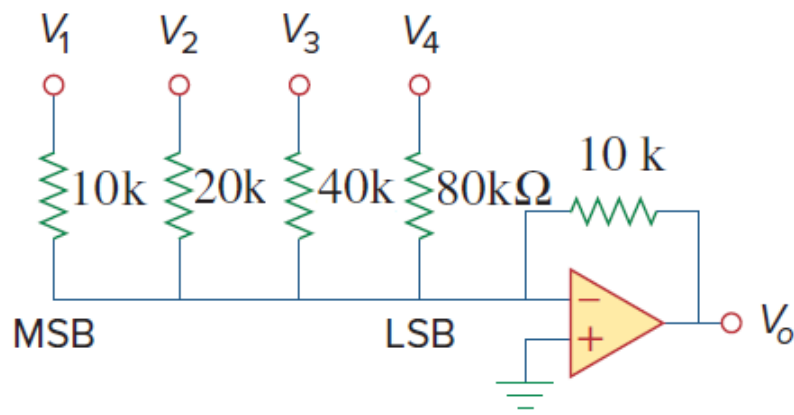 V₁ V₂ V₃ V₄
10k 20k 40k 80kΩ 10 k
MSB LSB
− +
Vₒ